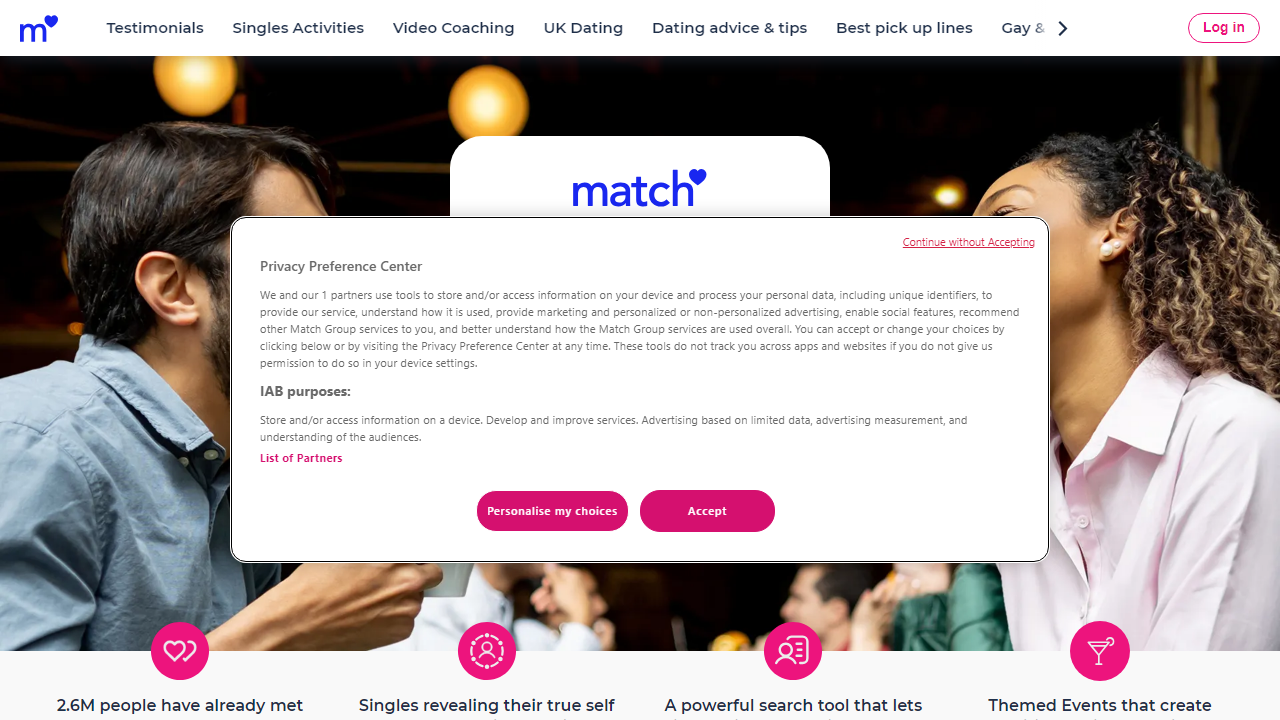 m
Testimonials
Singles Activities
Video Coaching
UK Dating
Dating advice & tips
Best pick up lines
Gay &
Log in
match
Continue without Accepting
Privacy Preference Center
We and our 1 partners use tools to store and/or access information on your device and process your personal data, including unique identifiers, to
provide our service, understand how it is used, provide marketing and personalized or non-personalized advertising, enable social features, recommend
other Match Group services to you, and better understand how the Match Group services are used overall. You can accept or change your choices by
clicking below or by visiting the Privacy Preference Center at any time. These tools do not track you across apps and websites if you do not give us
permission to do so in your device settings.
IAB purposes:
Store and/or access information on a device. Develop and improve services. Advertising based on limited data, advertising measurement, and
understanding of the audiences.
List of Partners
Personalise my choices
Accept
2.6M people have already met
Singles revealing their true self
A powerful search tool that lets
Themed Events that create